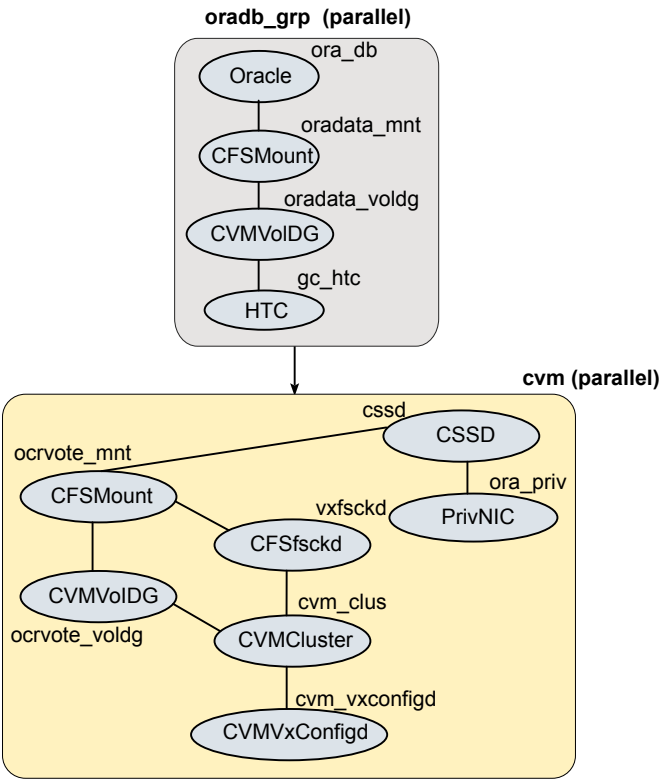 oradb_grp (parallel)
ora_db
Oracle
oradata_mnt
CFSMount
oradata_voldg
CVMVolDG
gc_htc
HTC
cvm (parallel)
cssd
CSSD
ocrvote_mnt
ora_priv
CFSMount
vxfsckd
PrivNIC
CFSfsckd
CVMVolDG
cvm_clus
ocrvote_voldg
CVMCluster
cvm_vxconfigd
CVMVxConfigd